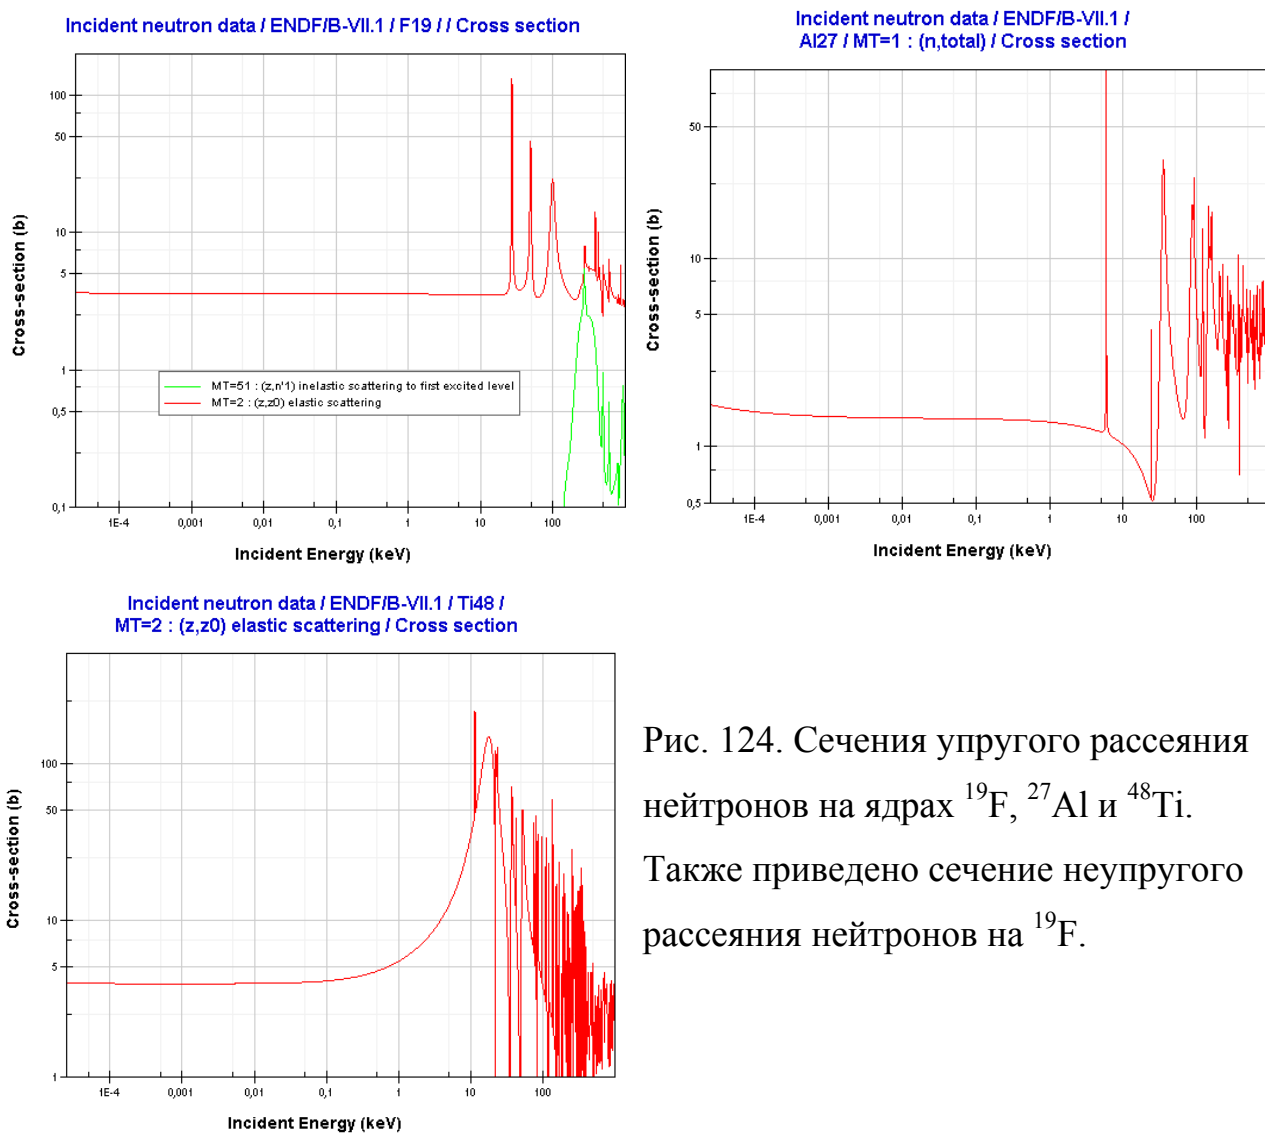 Incident neutron data / ENDF/B-VII.1 / F19 / / Cross section
100
50
10
5
1
0,5
0,1
Cross-section (b)
MT=51 : (z,n'1) inelastic scattering to first excited level
MT=2 : (z,z0) elastic scattering
1E-4 0,001 0,01 0,1 1 10 100
Incident Energy (keV)
Incident neutron data / ENDF/B-VII.1 /
Al27 / MT=1 : (n,total) / Cross section
50
10
5
1
0,5
Cross-section (b)
1E-4 0,001 0,01 0,1 1 10 100
Incident Energy (keV)
Incident neutron data / ENDF/B-VII.1 / Ti48 /
MT=2 : (z,z0) elastic scattering / Cross section
100
50
10
5
1
Cross-section (b)
1E-4 0,001 0,01 0,1 1 10 100
Incident Energy (keV)
Рис. 124. Сечения упругого рассеяния
нейтронов на ядрах ¹⁹F, ²⁷Al и ⁴⁸Ti.
Также приведено сечение неупругого
рассеяния нейтронов на ¹⁹F.